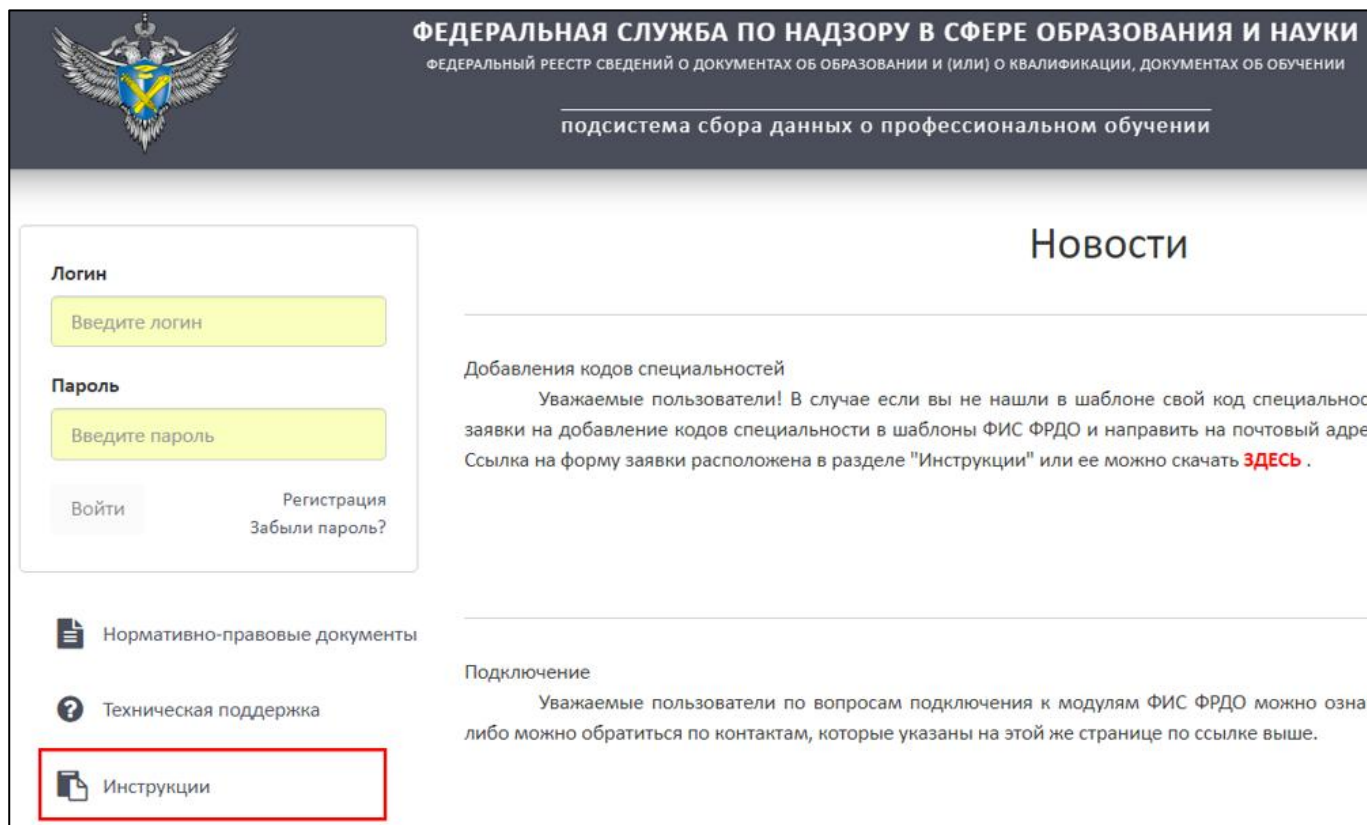 ФЕДЕРАЛЬНАЯ СЛУЖБА ПО НАДЗОРУ В СФЕРЕ ОБРАЗОВАНИЯ И НАУКИ
ФЕДЕРАЛЬНЫЙ РЕЕСТР СВЕДЕНИЙ О ДОКУМЕНТАХ ОБ ОБРАЗОВАНИИ И (ИЛИ) О КВАЛИФИКАЦИИ, ДОКУМЕНТАХ ОБ ОБУЧЕНИИ
подсистема сбора данных о профессиональном обучении
Логин
Введите логин
Пароль
Введите пароль
Войти
Регистрация
Забыли пароль?
Нормативно-правовые документы
Техническая поддержка
Инструкции
Новости
Добавления кодов специальностей
Уважаемые пользователи! В случае если вы не нашли в шаблоне свой код специальнос
заявки на добавление кодов специальности в шаблоны ФИС ФРДО и направить на почтовый адре
Ссылка на форму заявки расположена в разделе "Инструкции" или ее можно скачать ЗДЕСЬ .
Подключение
Уважаемые пользователи по вопросам подключения к модулям ФИС ФРДО можно озна
либо можно обратиться по контактам, которые указаны на этой же странице по ссылке выше.